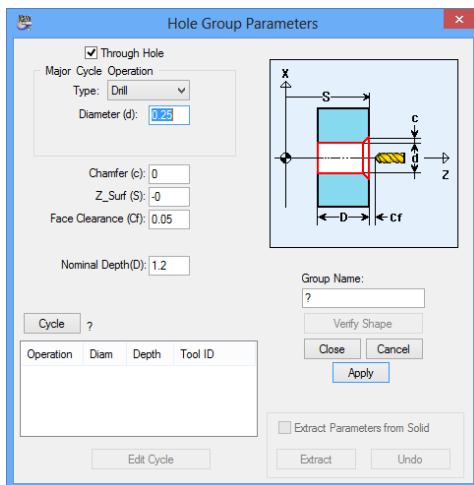 Hole Group Parameters
x
Through Hole
Major Cycle Operation
Type: Drill
Diameter (d): 0.25
Chamfer (c): 0
Z_Surf (S): -0
Face Clearance (Cf): 0.05
Nominal Depth(D): 1.2
X
S
c
d
Z
D
Cf
Group Name:
?
Cycle ?
Verify Shape
Close Cancel
Apply
Operation Diam Depth Tool ID
Extract Parameters from Solid
Edit Cycle
Extract Undo